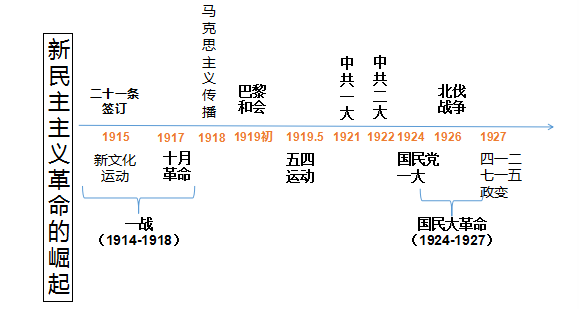 新民主主义革命的崛起
马克思主义传播
二十一条
签订
巴黎
和会
中共一大
中共二大
北伐
战争
1915
1917
1918
1919初
1919.5
1921
1922
1924
1926
1927
新文化
运动
十月
革命
五四
运动
国民党
一大
四一二
七一五
政变
一战
（1914-1918）
国民大革命
(1924-1927)